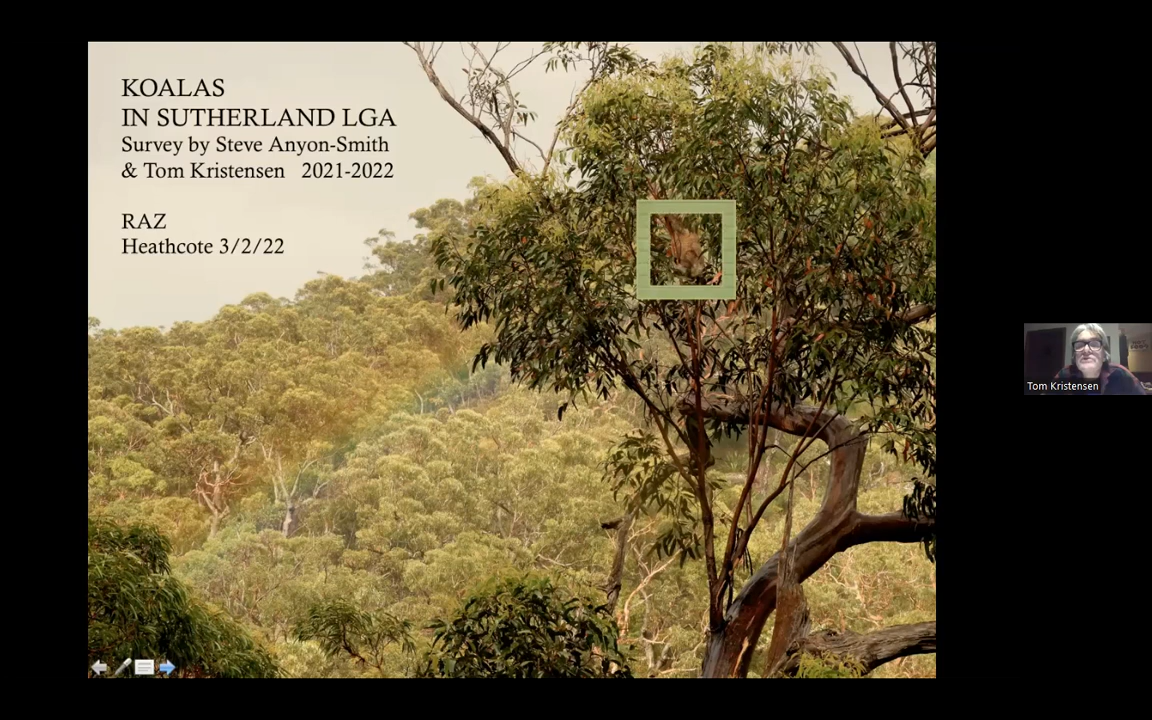 KOALAS
IN SUTHERLAND LGA
Survey by Steve Anyon-Smith
& Tom Kristensen 2021-2022
RAZ
Heathcote 3/2/22
Tom Kristensen